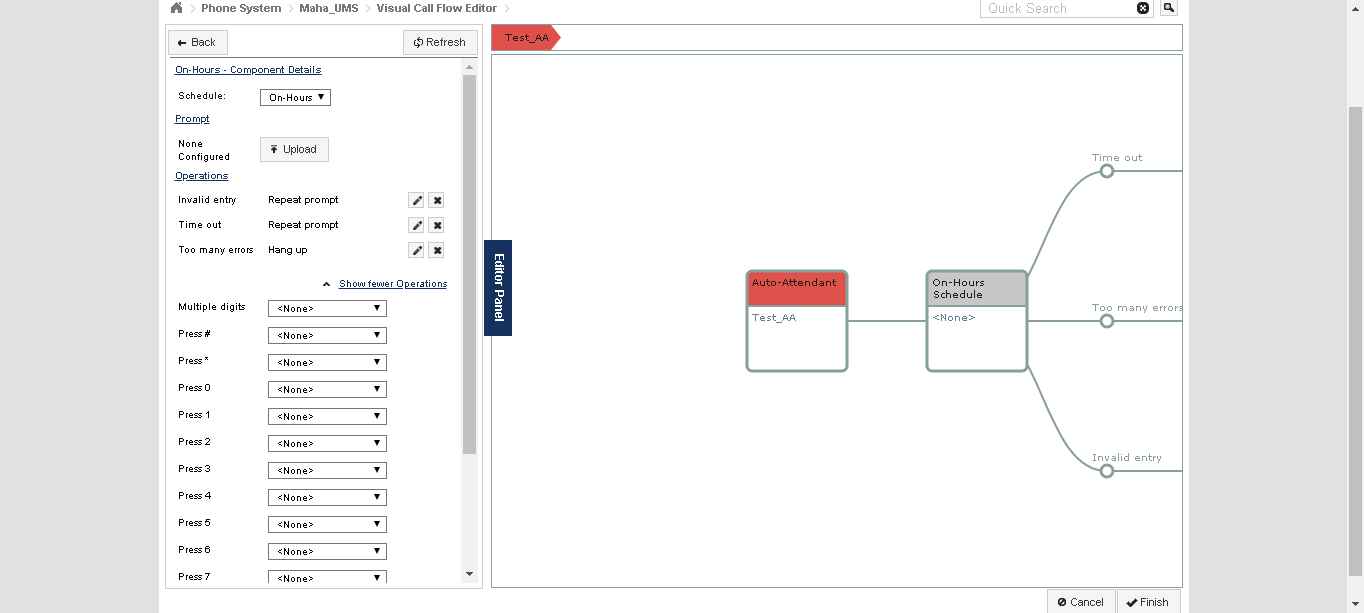 Phone System Maha_UMS Visual Call Flow Editor
Quick Search
Back
Refresh
On-Hours - Component Details
Schedule:
On-Hours
Prompt
None
Configured
Upload
Operations
Invalid entry Repeat prompt
Time out Repeat prompt
Too many errors Hang up
Show fewer Operations
Multiple digits <None>
Press # <None>
Press * <None>
Press 0 <None>
Press 1 <None>
Press 2 <None>
Press 3 <None>
Press 4 <None>
Press 5 <None>
Press 6 <None>
Press 7 <None>
Editor Panel
Test_AA
Auto-Attendant
Test_AA
On-Hours
Schedule
<None>
Time out
Too many errors
Invalid entry
Cancel
Finish